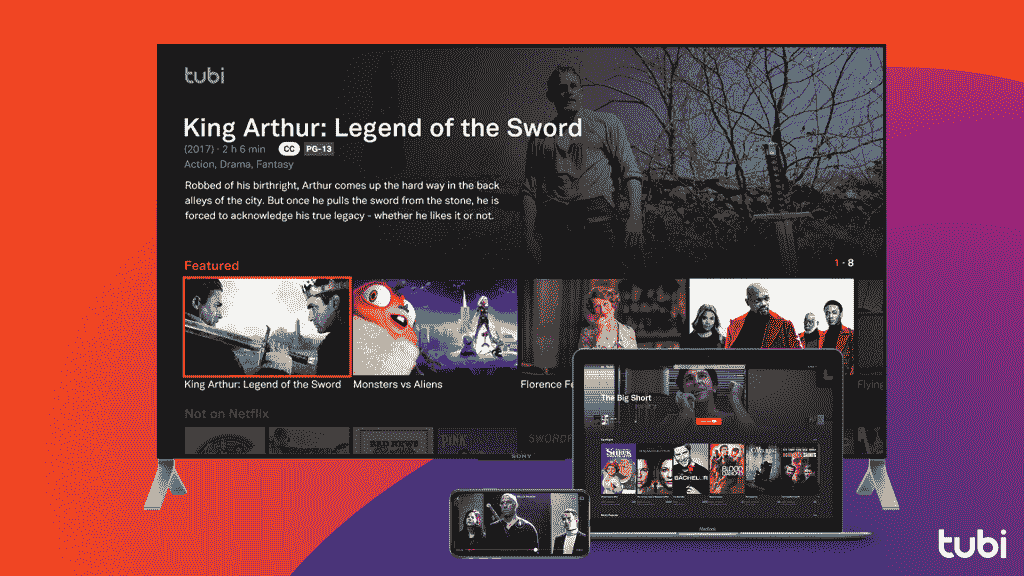 tubi
King Arthur: Legend of the Sword
(2017) · 2 h 6 min CC PG-13
Action, Drama, Fantasy
Robbed of his birthright, Arthur comes up the hard way in the back
alleys of the city. But once he pulls the sword from the stone, he is
forced to acknowledge his true legacy - whether he likes it or not.
Featured
1 - 8
King Arthur: Legend of the Sword
Monsters vs Aliens
Florence
Flying
Not on Netflix
BAD NEWS
PINK
SONY
The Big Short
BLOOD
MacBook
tubi